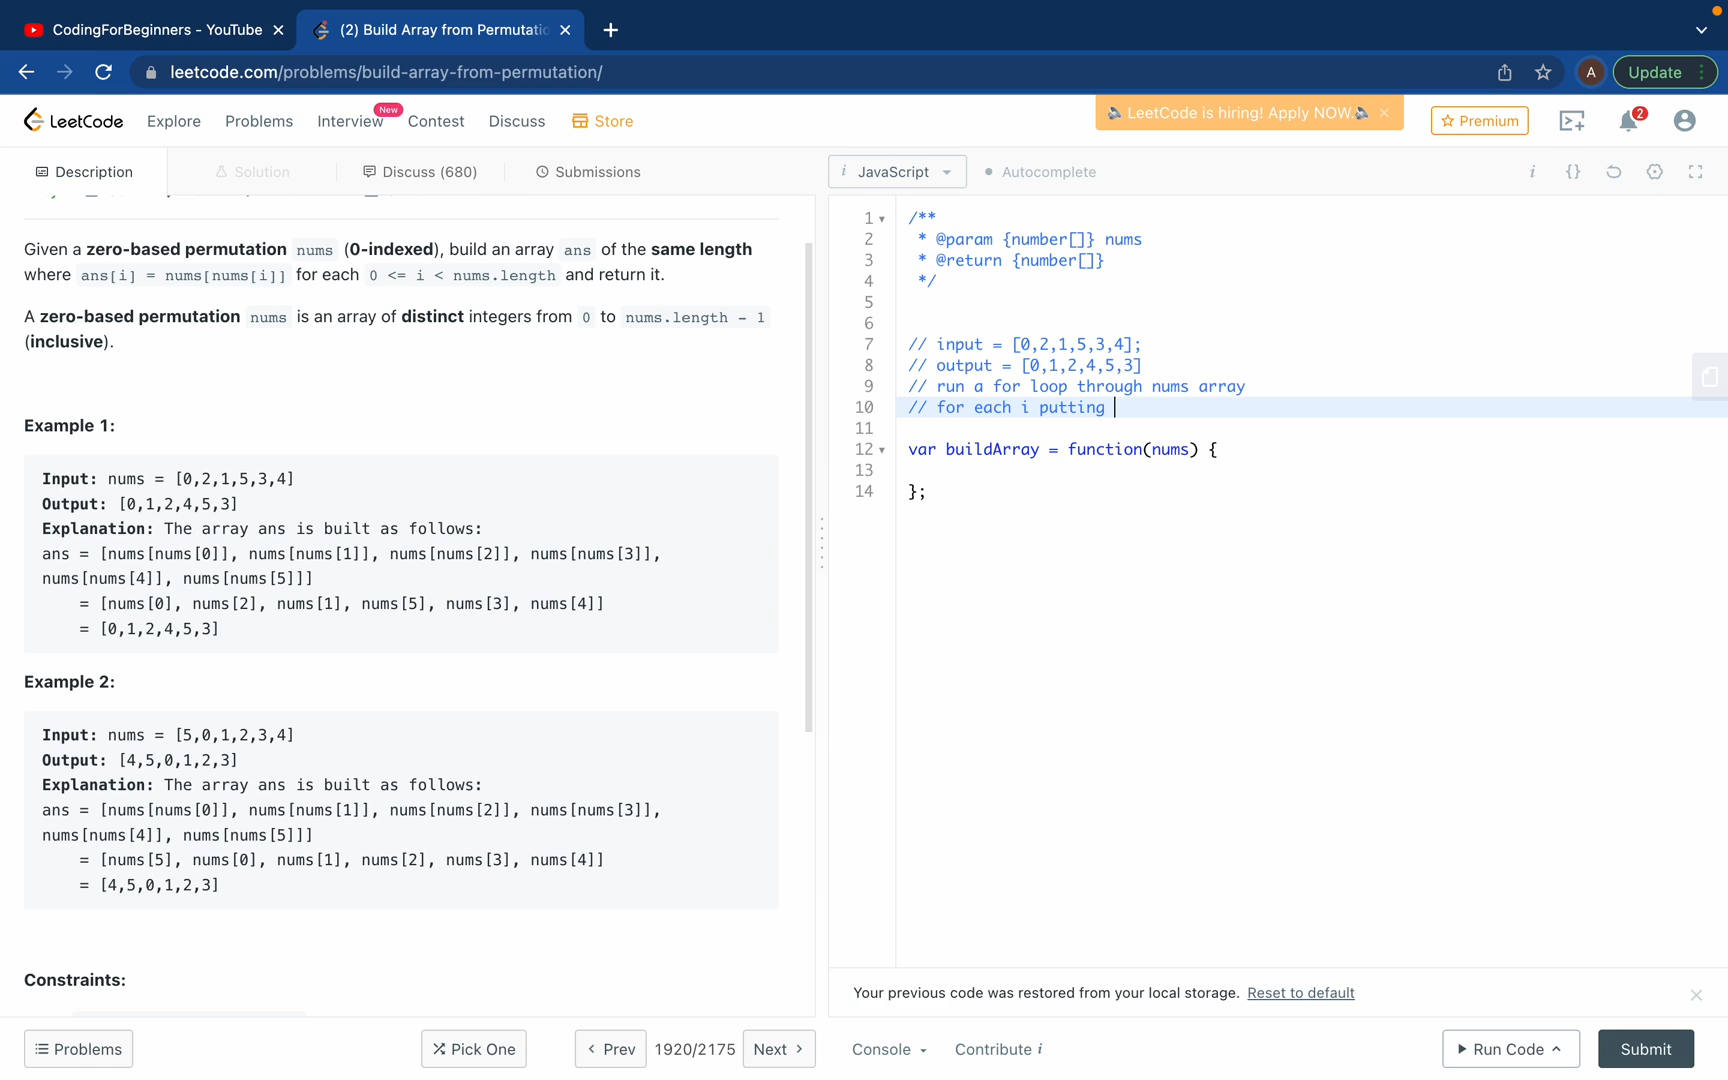 CodingForBeginners - YouTube
(2) Build Array from Permutatio
leetcode.com/problems/build-array-from-permutation/
A
Update
LeetCode
Explore
Problems
Interview
New
Contest
Discuss
Store
LeetCode is hiring! Apply NOW.
Premium
2
Description
Solution
Discuss (680)
Submissions
i JavaScript
Autocomplete
i
{}
Given a zero-based permutation nums (0-indexed), build an array ans of the same length
where ans[i] = nums[nums[i]] for each 0 <= i < nums.length and return it.
A zero-based permutation nums is an array of distinct integers from 0 to nums.length - 1
(inclusive).
Example 1:
Input: nums = [0,2,1,5,3,4]
Output: [0,1,2,4,5,3]
Explanation: The array ans is built as follows:
ans = [nums[nums[0]], nums[nums[1]], nums[nums[2]], nums[nums[3]],
nums[nums[4]], nums[nums[5]]]
= [nums[0], nums[2], nums[1], nums[5], nums[3], nums[4]]
= [0,1,2,4,5,3]
Example 2:
Input: nums = [5,0,1,2,3,4]
Output: [4,5,0,1,2,3]
Explanation: The array ans is built as follows:
ans = [nums[nums[0]], nums[nums[1]], nums[nums[2]], nums[nums[3]],
nums[nums[4]], nums[nums[5]]]
= [nums[5], nums[0], nums[1], nums[2], nums[3], nums[4]]
= [4,5,0,1,2,3]
Constraints:
1 /**
2 * @param {number[]} nums
3 * @return {number[]}
4 */
5
6
7 // input = [0,2,1,5,3,4];
8 // output = [0,1,2,4,5,3]
9 // run a for loop through nums array
10 // for each i putting
11
12 var buildArray = function(nums) {
13
14 };
Your previous code was restored from your local storage. Reset to default
Problems
Pick One
Prev
1920/2175
Next
Console
Contribute i
Run Code
Submit